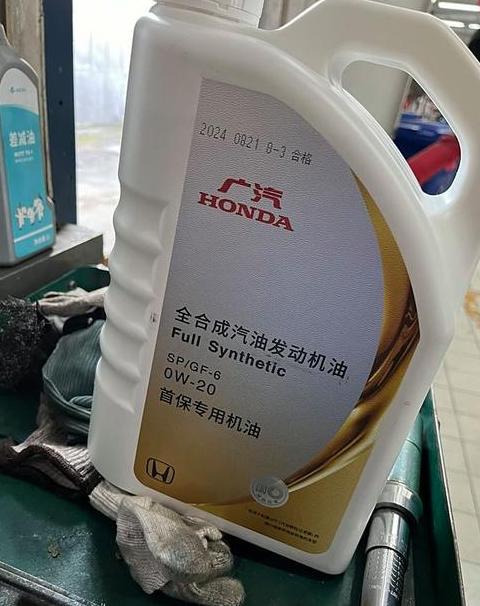 2024 0821 B-3 合格
广汽
HONDA
全合成汽油发动机油
Full Synthetic
SP/GF-6
0W-20
首保专用机油
差减油